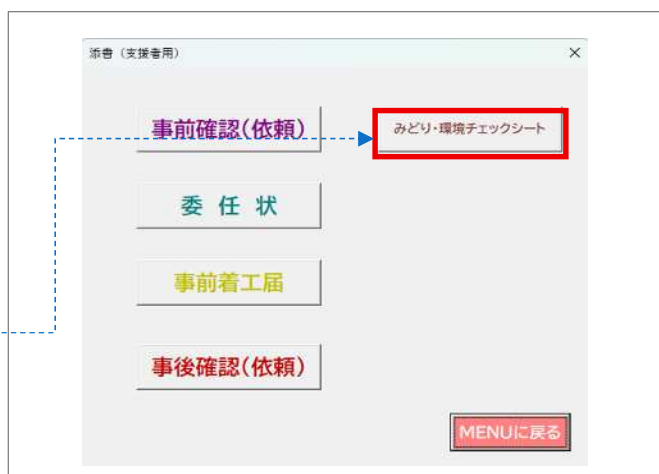 添書（支援者用）
×
事前確認(依頼)
みどり・環境チェックシート
委 任 状
事前着工届
事後確認(依頼)
MENUに戻る